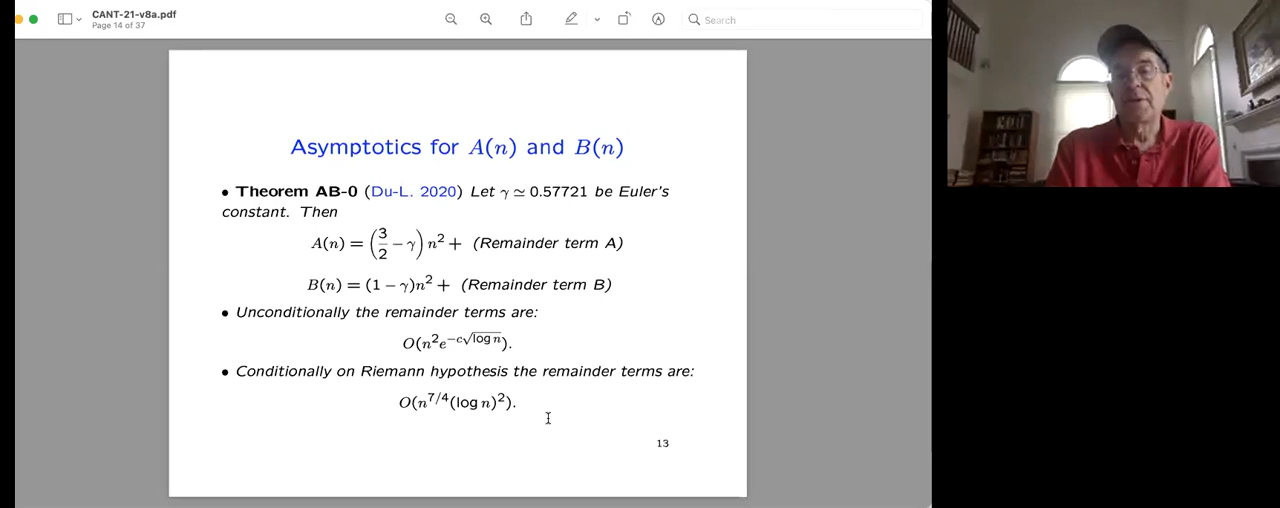 CANT-21-v8a.pdf
Page 14 of 37
Search
Asymptotics for A(n) and B(n)
• Theorem AB-0 (Du-L. 2020) Let γ ≃ 0.57721 be Euler's
constant. Then
A(n) = (3/2 − γ) n² + (Remainder term A)
B(n) = (1 − γ)n² + (Remainder term B)
• Unconditionally the remainder terms are:
O(n²e^{−c√log n}).
• Conditionally on Riemann hypothesis the remainder terms are:
O(n^{7/4}(log n)²).
13